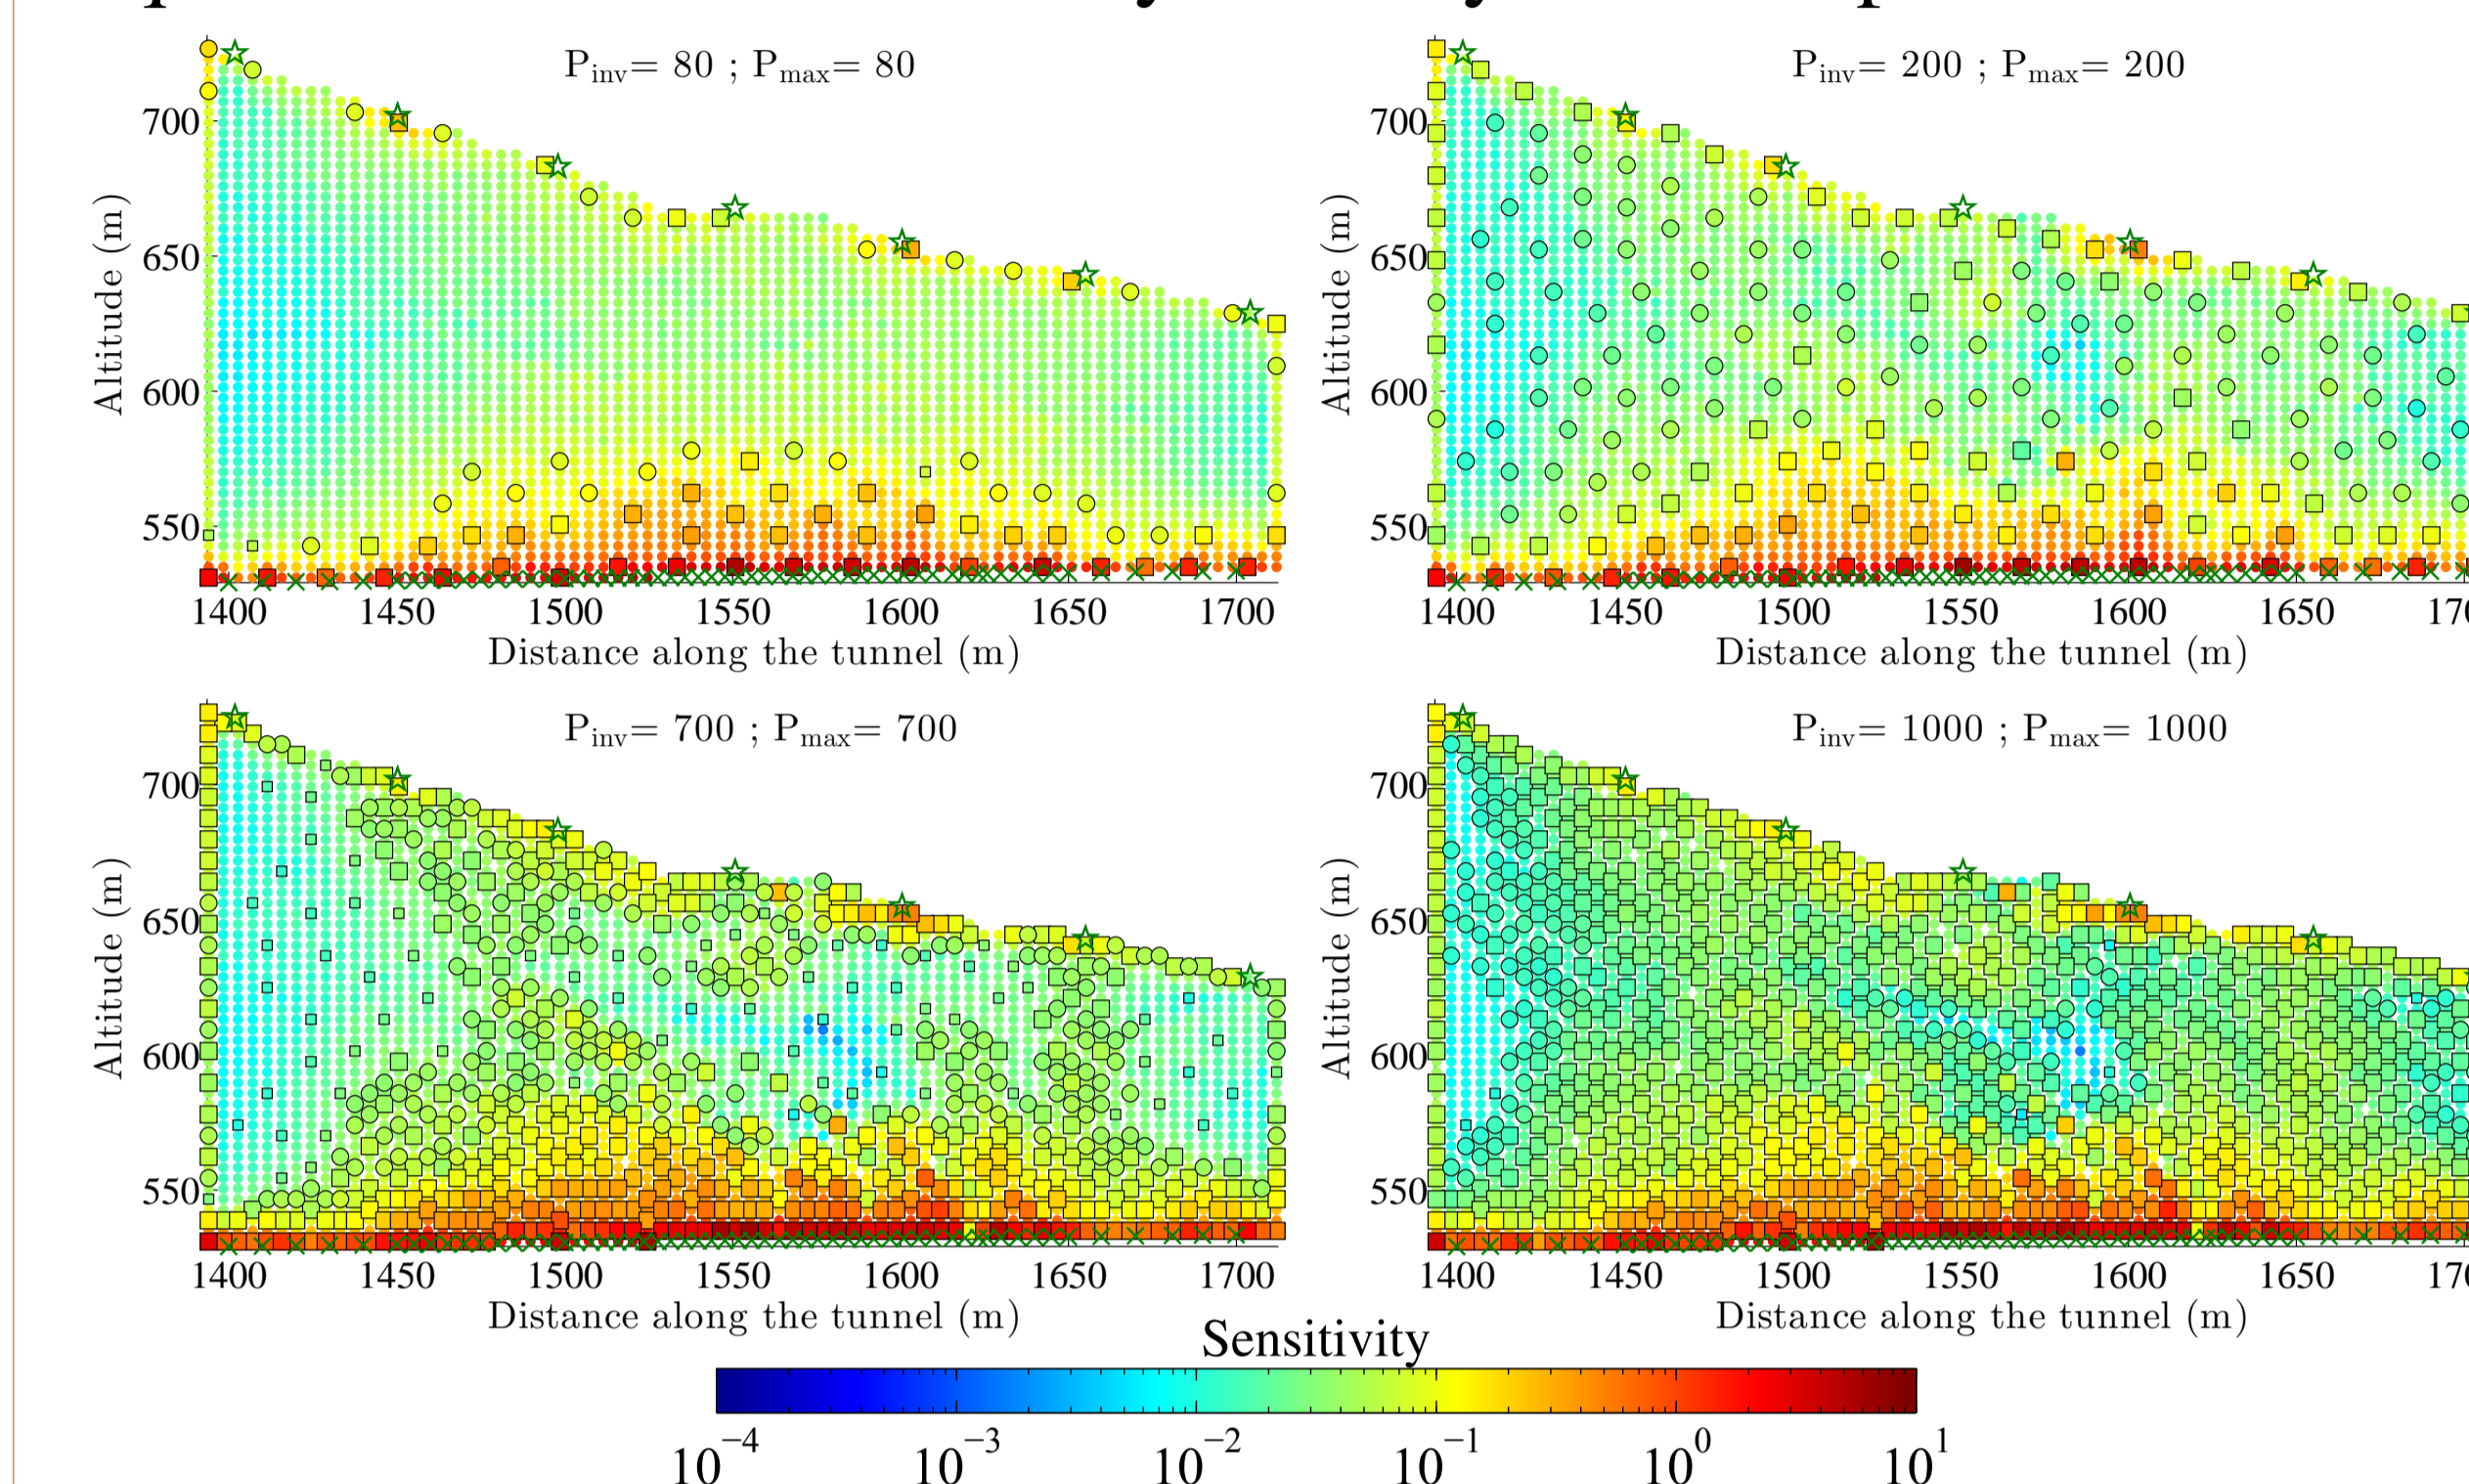 P_inv= 80 ; P_max= 80
700
650
600
550
Altitude (m)
1400 1450 1500 1550 1600 1650 1700
Distance along the tunnel (m)
P_inv= 200 ; P_max= 200
700
650
600
550
Altitude (m)
1400 1450 1500 1550 1600 1650
Distance along the tunnel (m)
P_inv= 700 ; P_max= 700
700
650
600
550
Altitude (m)
1400 1450 1500 1550 1600 1650 1700
Distance along the tunnel (m)
P_inv= 1000 ; P_max= 1000
700
650
600
550
Altitude (m)
1400 1450 1500 1550 1600 1650
Distance along the tunnel (m)
Sensitivity
10^−4 10^−3 10^−2 10^−1 10^0 10^1